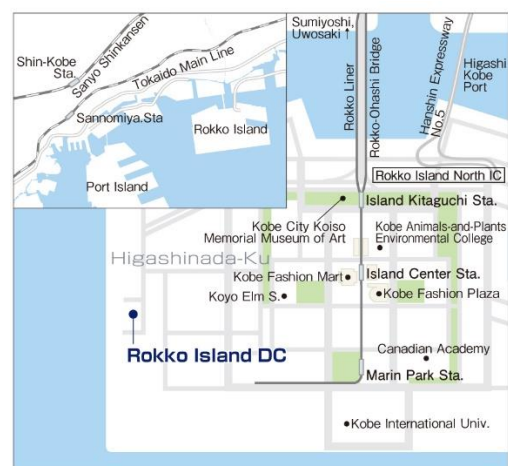 Shin-Kobe
Sta.
Sanyo Shinkansen
Tokaido Main Line
Sannomiya.Sta
Rokko Island
Port Island
Sumiyoshi,
Uwosaki
Rokko Liner
Rokko-Ohashi Bridge
Hanshin Expressway
No.5
Higashi
Kobe
Port
Rokko Island North IC
Island Kitaguchi Sta.
Kobe City Koiso
Memorial Museum of Art
Kobe Animals-and-Plants
Environmental College
Higashinada-Ku
Kobe Fashion Mart
Island Center Sta.
Koyo Elm S.
Kobe Fashion Plaza
Rokko Island DC
Canadian Academy
Marin Park Sta.
Kobe International Univ.